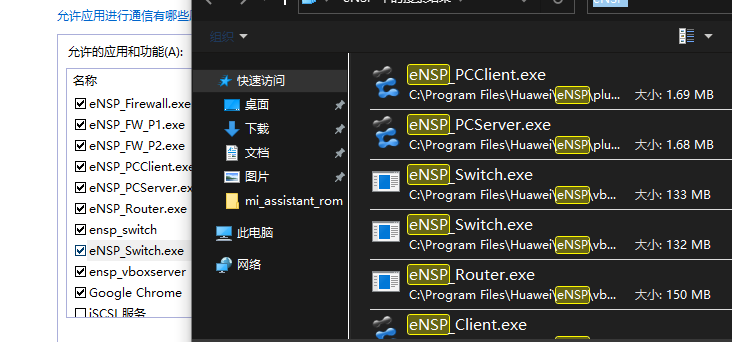 允许应用进行通信有哪些
允许的应用和功能(A):
名称
eNSP_Firewall.exe
eNSP_FW_P1.exe
eNSP_FW_P2.exe
eNSP_PCClient.exe
eNSP_PCServer.ex
eNSP_Router.exe
ensp_switch
eNSP_Switch.exe
ensp_vboxserver
Google Chrome
iSCSI 服务
组织
快速访问
桌面
下载
文档
图片
mi_assistant_rom
此电脑
网络
eNSP_PCClient.exe
C:\Program Files\Huawei\eNSP\plu... 大小: 1.69 MB
eNSP_PCServer.exe
C:\Program Files\Huawei\eNSP\plu... 大小: 1.68 MB
eNSP_Switch.exe
C:\Program Files\Huawei\eNSP\vb... 大小: 133 MB
eNSP_Switch.exe
C:\Program Files\Huawei\eNSP\vb... 大小: 132 MB
eNSP_Router.exe
C:\Program Files\Huawei\eNSP\vb... 大小: 150 MB
eNSP_Client.exe